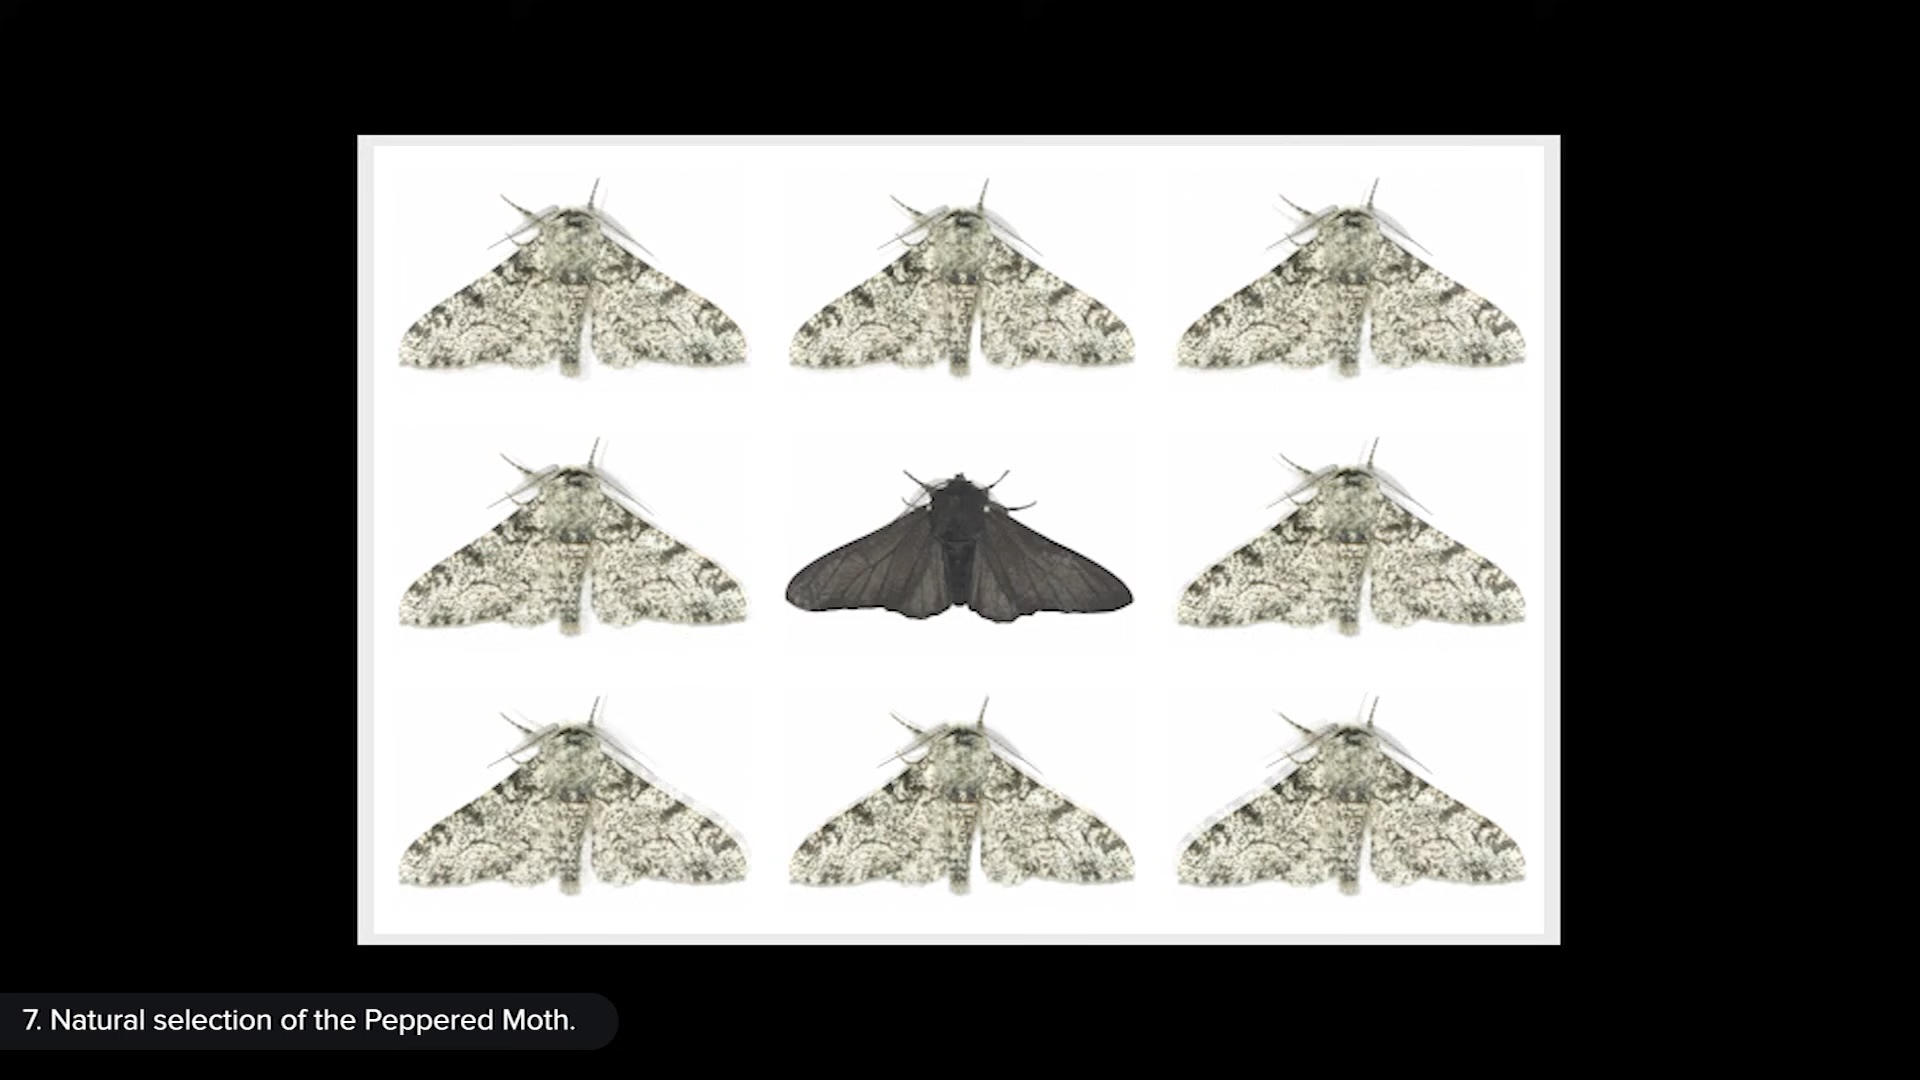 7. Natural selection of the Peppered Moth.